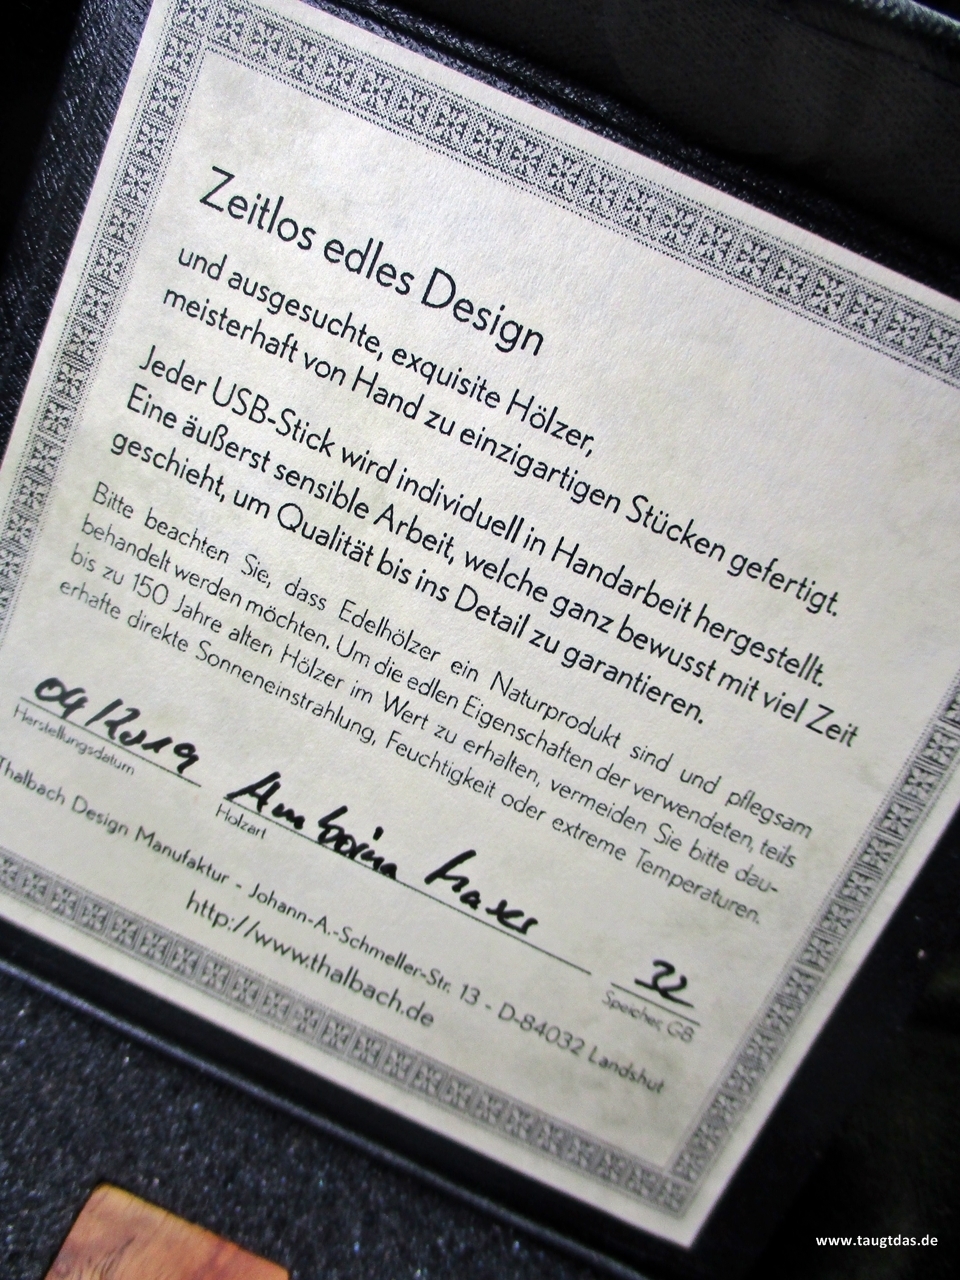 Zeitlos edles Design
und ausgesuchte, exquisite Hölzer,
meisterhaft von Hand zu einzigartigen Stücken gefertigt.
Jeder USB-Stick wird individuell in Handarbeit hergestellt.
Eine äußerst sensible Arbeit, welche ganz bewusst mit viel Zeit
geschieht, um Qualität bis ins Detail zu garantieren.
Bitte beachten Sie, dass Edelhölzer ein Naturprodukt sind und pflegsam
behandelt werden möchten. Um die edlen Eigenschaften der verwendeten, teils
bis zu 150 Jahre alten Hölzer im Wert zu erhalten, vermeiden Sie bitte dau-
erhafte direkte Sonneneinstrahlung, Feuchtigkeit oder extreme Temperaturen.
Amboina 32
Herstellungsdatum Holzart Speicher, GB
Thalbach Design Manufaktur - Johann-A.-Schmeller-Str. 13 - D-84032 Landshut
http://www.thalbach.de
www.taugtdas.de